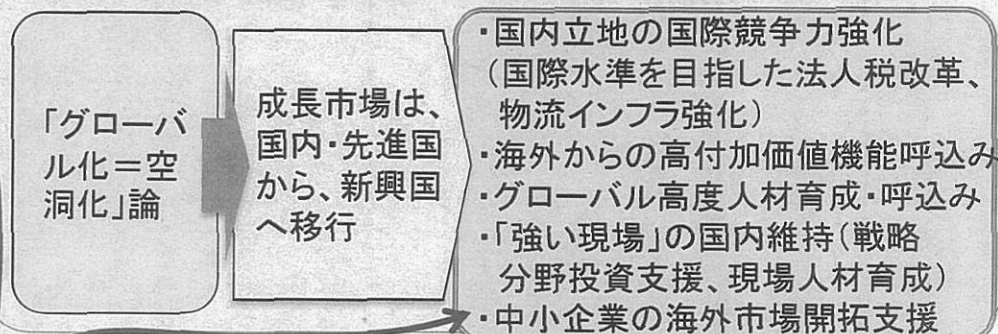 「グローバ
ル化＝空
洞化」論
成長市場は、
国内・先進国
から、新興国
へ移行
・国内立地の国際競争力強化
（国際水準を目指した法人税改革、
物流インフラ強化）
・海外からの高付加価値機能呼込み
・グローバル高度人材育成・呼込み
・「強い現場」の国内維持（戦略
分野投資支援、現場人材育成）
・中小企業の海外市場開拓支援